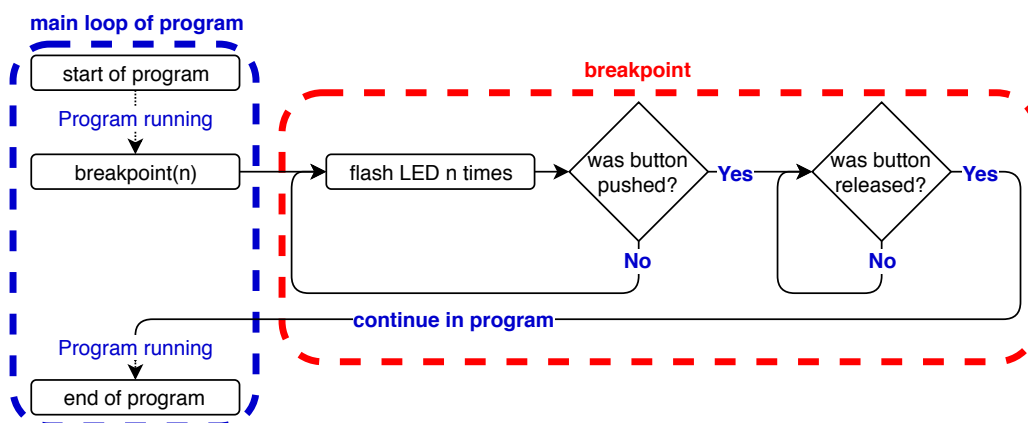 main loop of program
start of program
Program running
breakpoint(n)
breakpoint
flash LED n times
was button
pushed?
Yes
No
was button
released?
Yes
No
continue in program
Program running
end of program